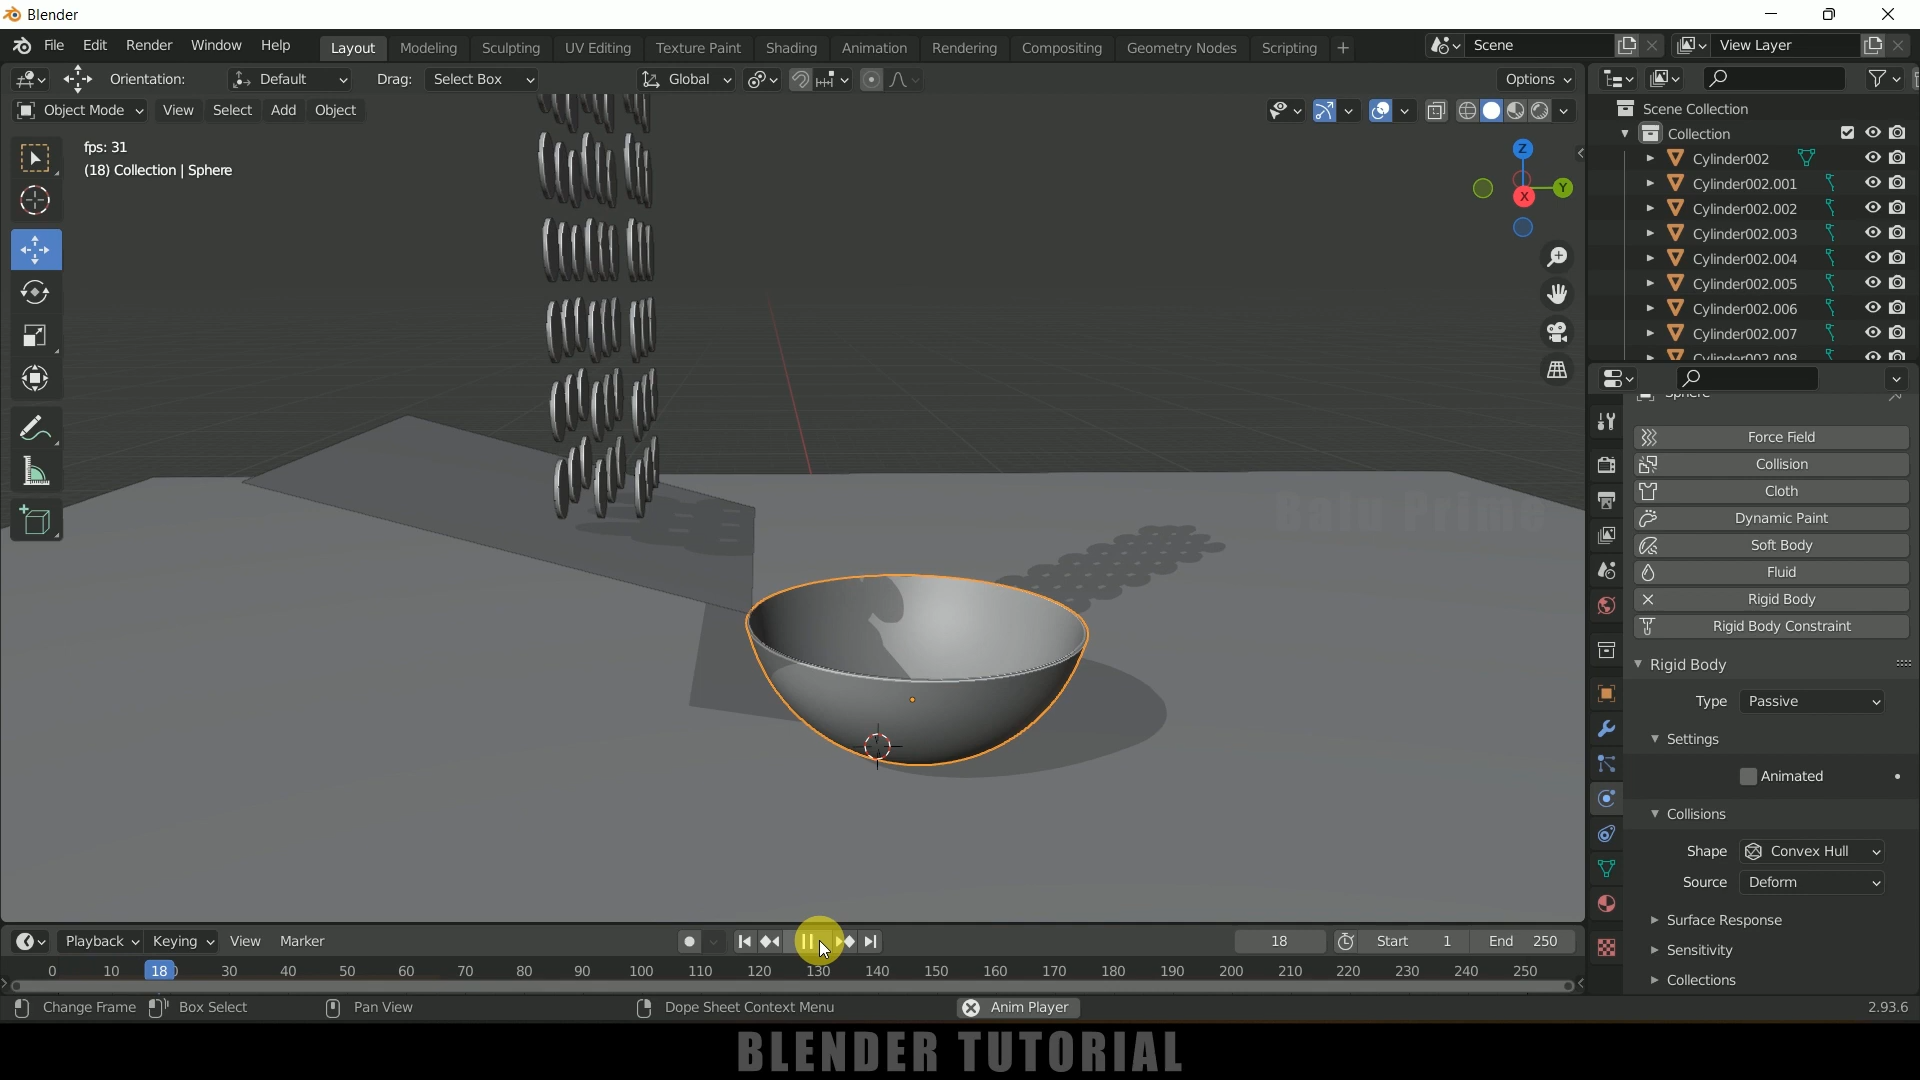 Blender
File Edit Render Window Help Layout Modeling Sculpting UV Editing Texture Paint Shading Animation Rendering Compositing Geometry Nodes Scripting + Scene View Layer
Orientation: Default Drag: Select Box Global Options
Object Mode View Select Add Object
Scene Collection
Collection
fps: 31
(18) Collection | Sphere
Z
Y
X
Cylinder002
Cylinder002.001
Cylinder002.002
Cylinder002.003
Cylinder002.004
Cylinder002.005
Cylinder002.006
Cylinder002.007
Cylinder002.008
Sphere
Force Field
Collision
Cloth
Dynamic Paint
Soft Body
Fluid
Rigid Body
Rigid Body Constraint
Rigid Body
Type Passive
Settings
Animated
Collisions
Shape Convex Hull
Source Deform
Surface Response
Sensitivity
Collections
Balu Prime
Playback Keying View Marker 18 Start 1 End 250
0 10 18 30 40 50 60 70 80 90 100 110 120 130 140 150 160 170 180 190 200 210 220 230 240 250
Change Frame Box Select Pan View Dope Sheet Context Menu Anim Player 2.93.6
BLENDER TUTORIAL